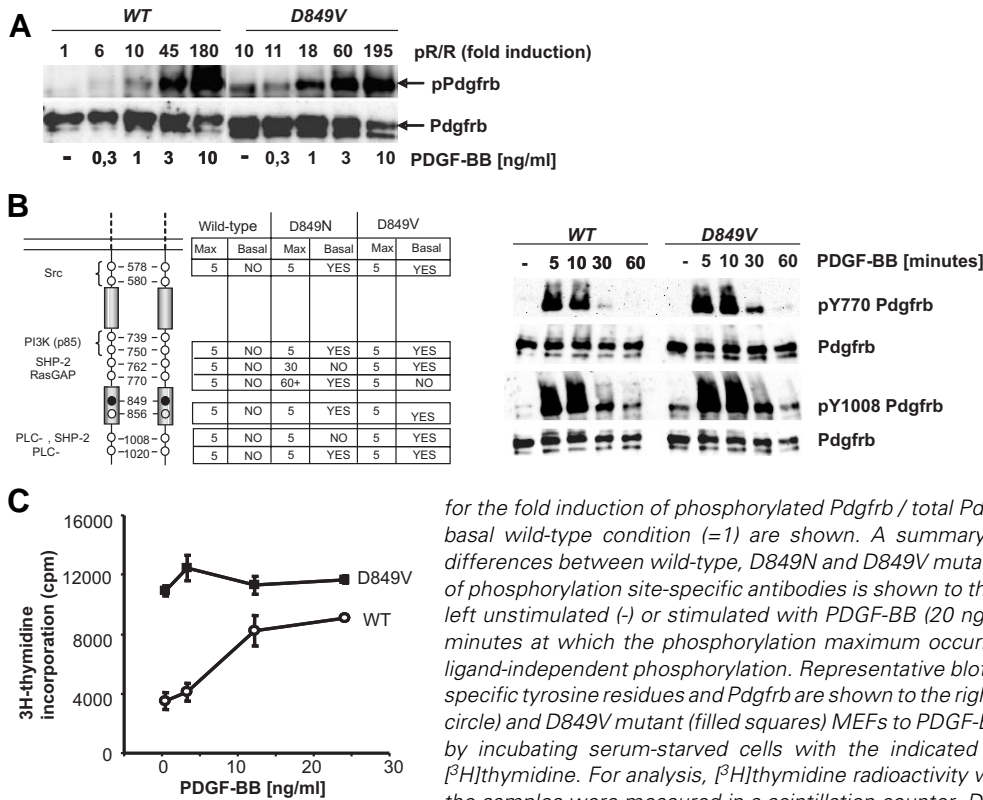 A
WT D849V
1 6 10 45 180 10 11 18 60 195 pR/R (fold induction)
pPdgfrb
Pdgfrb
- 0,3 1 3 10 - 0,3 1 3 10 PDGF-BB [ng/ml]
B
Wild-type D849N D849V
Max Basal Max Basal Max Basal
Src 578 5 NO 5 YES 5 YES
580
PI3K (p85) 739
750 5 NO 5 YES 5 YES
SHP-2 762 5 NO 30 NO 5 YES
RasGAP 770 5 NO 60+ YES 5 NO
849
856 5 NO 5 YES 5 YES
PLC- , SHP-2 1008 5 NO 5 NO 5 YES
PLC- 1020 5 NO 5 YES 5 YES
WT D849V
- 5 10 30 60 - 5 10 30 60 PDGF-BB [minutes]
pY770 Pdgfrb
Pdgfrb
pY1008 Pdgfrb
Pdgfrb
C
3H-thymidine
incorporation (cpm)
16000
12000
8000
4000
0
D849V
WT
0 10 20 30
PDGF-BB [ng/ml]
for the fold induction of phosphorylated Pdgfrb / total Pd
basal wild-type condition (=1) are shown. A summary
differences between wild-type, D849N and D849V mutan
of phosphorylation site-specific antibodies is shown to th
left unstimulated (-) or stimulated with PDGF-BB (20 ng
minutes at which the phosphorylation maximum occur
ligand-independent phosphorylation. Representative blot
specific tyrosine residues and Pdgfrb are shown to the righ
circle) and D849V mutant (filled squares) MEFs to PDGF-B
by incubating serum-starved cells with the indicated
[³H]thymidine. For analysis, [³H]thymidine radioactivity v